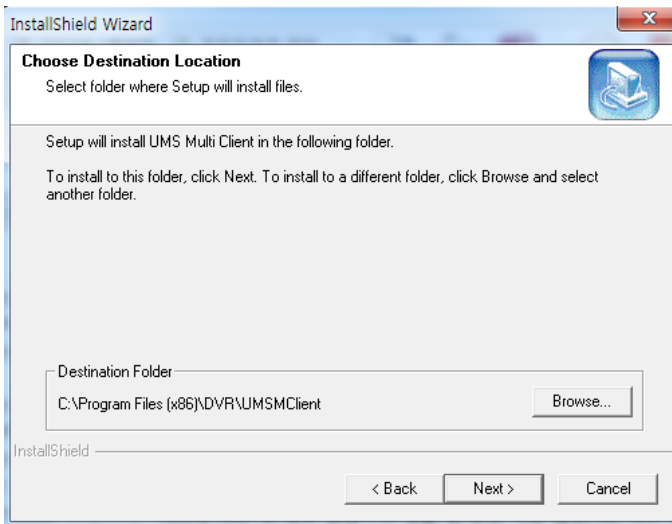 InstallShield Wizard
Choose Destination Location
Select folder where Setup will install files.
Setup will install UMS Multi Client in the following folder.
To install to this folder, click Next. To install to a different folder, click Browse and select
another folder.
Destination Folder
C:\Program Files (x86)\DVR\UMSMClient
Browse...
InstallShield
< Back
Next >
Cancel